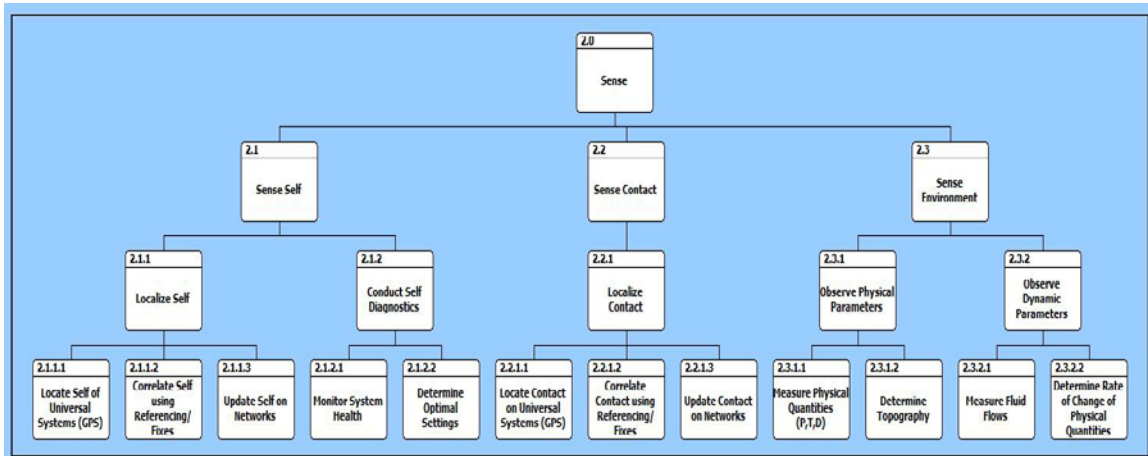 2.0
Sense
2.1
Sense Self
2.2
Sense Contact
2.3
Sense
Environment
2.1.1
Localize Self
2.1.2
Conduct Self
Diagnostics
2.2.1
Localize
Contact
2.3.1
Observe Physical
Parameters
2.3.2
Observe
Dynamic
Parameters
2.1.1.1
Locate Self of
Universal
Systems (GPS)
2.1.1.2
Correlate Self
using
Referencing/
Fixes
2.1.1.3
Update Self on
Networks
2.1.2.1
Monitor System
Health
2.1.2.2
Determine
Optimal
Settings
2.2.1.1
Locate Contact
on Universal
Systems (GPS)
2.2.1.2
Correlate
Contact using
Referencing/
Fixes
2.2.1.3
Update Contact
on Networks
2.3.1.1
Measure Physical
Quantities
(P,T,D)
2.3.1.2
Determine
Topography
2.3.2.1
Measure Fluid
Flows
2.3.2.2
Determine Rate
of Change of
Physical
Quantities